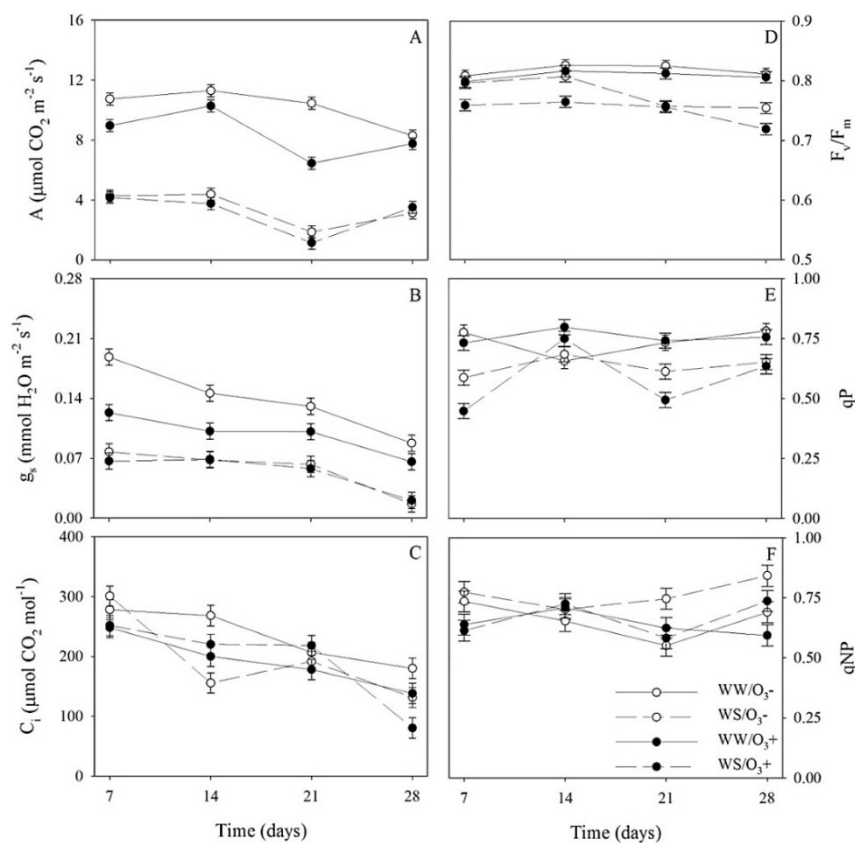 A
16
12
8
4
0
A (µmol CO₂ m⁻² s⁻¹)
D
0.9
0.8
0.7
0.6
0.5
Fᵥ/Fₘ
B
0.28
0.21
0.14
0.07
0.00
gₛ (mmol H₂O m⁻² s⁻¹)
E
1.00
0.75
0.50
0.25
0.00
qP
C
400
300
200
100
0
Cᵢ (µmol CO₂ mol⁻¹)
7 14 21 28
Time (days)
F
1.00
0.75
0.50
0.25
0.00
qNP
WW/O₃-
WS/O₃-
WW/O₃+
WS/O₃+
7 14 21 28
Time (days)